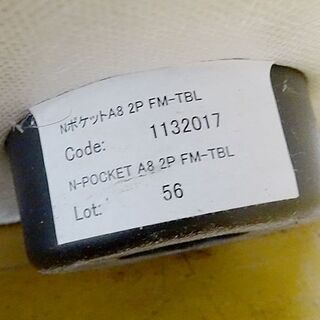 NポケットA8 2P FM-TBL
Code: 1132017
N-POCKET A8 2P FM-TBL
Lot: 56